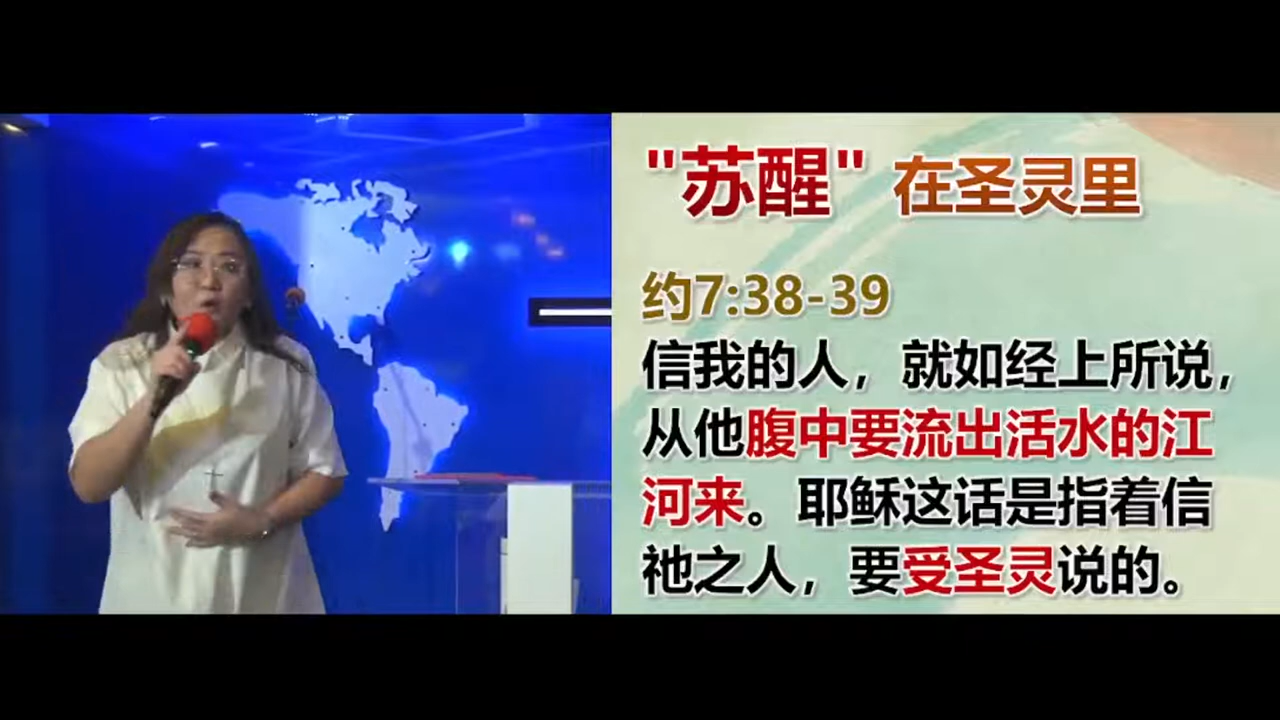 "苏醒" 在圣灵里
约7:38-39
信我的人，就如经上所说，
从他腹中要流出活水的江
河来。耶稣这话是指着信
祂之人，要受圣灵说的。